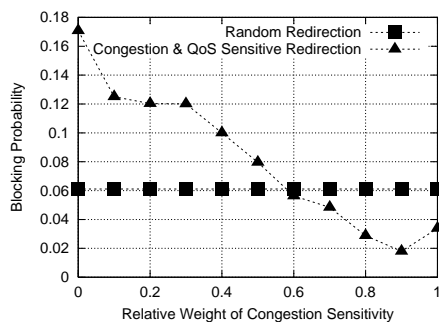 Random Redirection
Congestion & QoS Sensitive Redirection
0.18
0.16
0.14
0.12
0.1
0.08
0.06
0.04
0.02
0
Blocking Probability
0 0.2 0.4 0.6 0.8 1
Relative Weight of Congestion Sensitivity